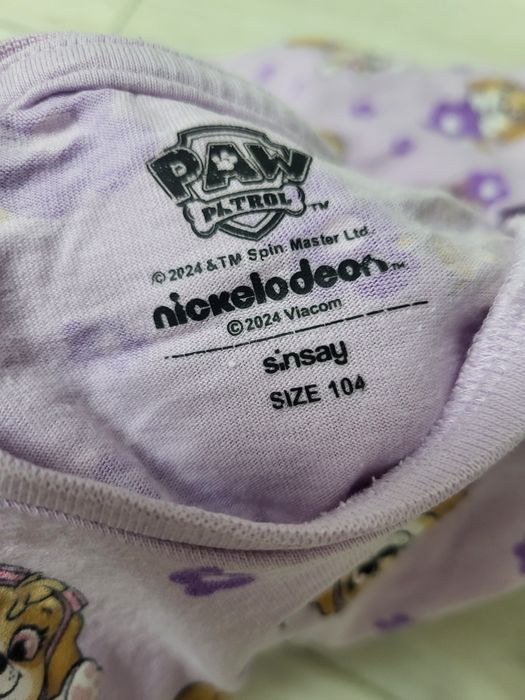 PAW
PATROL TM
© 2024 & TM Spin Master Ltd.
nickelodeon TM
© 2024 Viacom
sinsay
SIZE 104